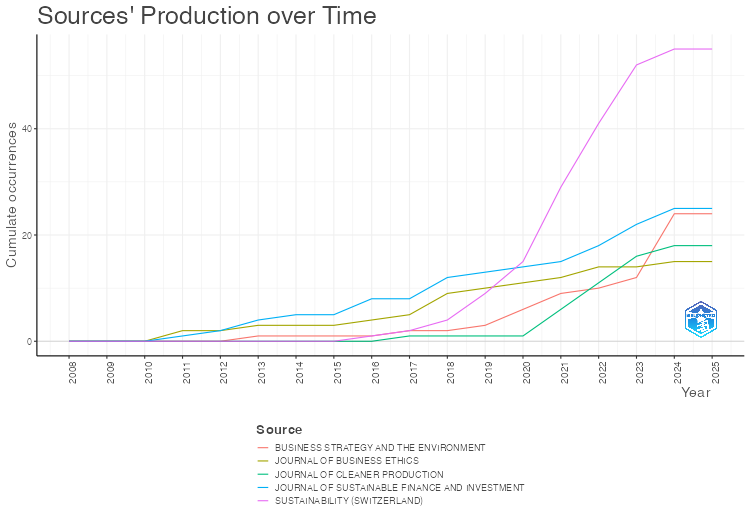 Sources' Production over Time
Cumulate occurrences
40
20
0
2008 2009 2010 2011 2012 2013 2014 2015 2016 2017 2018 2019 2020 2021 2022 2023 2024 2025
Year
Source
BUSINESS STRATEGY AND THE ENVIRONMENT
JOURNAL OF BUSINESS ETHICS
JOURNAL OF CLEANER PRODUCTION
JOURNAL OF SUSTAINABLE FINANCE AND INVESTMENT
SUSTAINABILITY (SWITZERLAND)